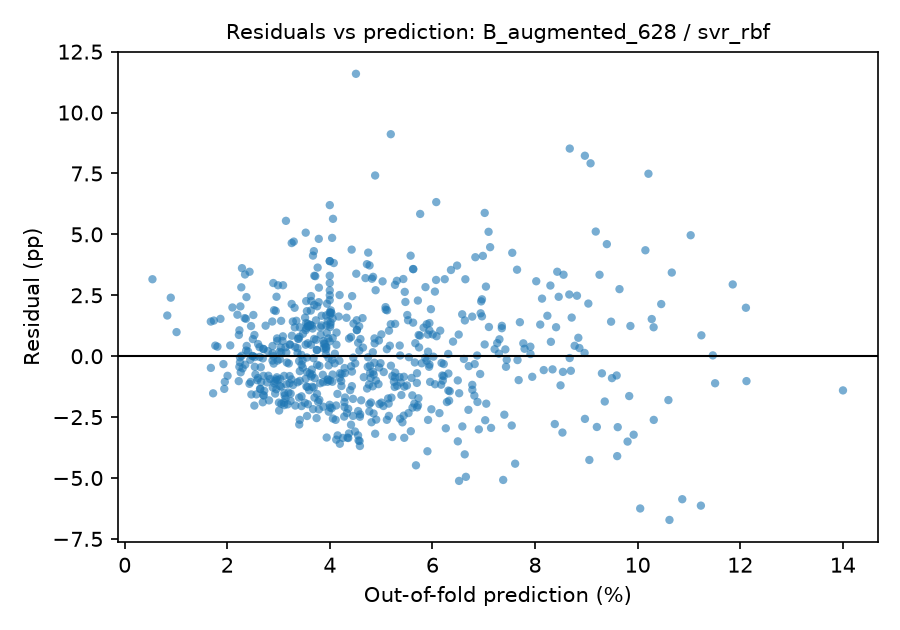 Residuals vs prediction: B_augmented_628 / svr_rbf
12.5
10.0
7.5
5.0
2.5
0.0
−2.5
−5.0
−7.5
Residual (pp)
0 2 4 6 8 10 12 14
Out-of-fold prediction (%)